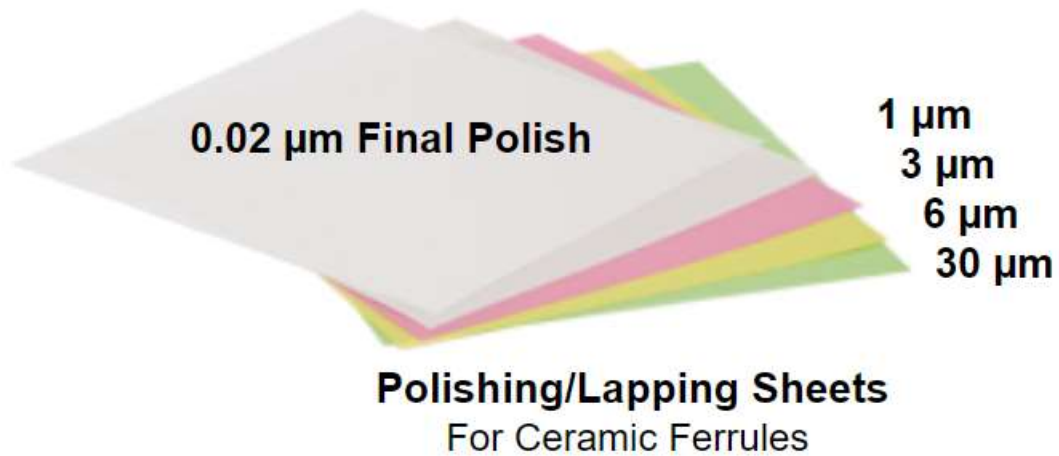 0.02 µm Final Polish
1 µm
3 µm
6 µm
30 µm
Polishing/Lapping Sheets
For Ceramic Ferrules